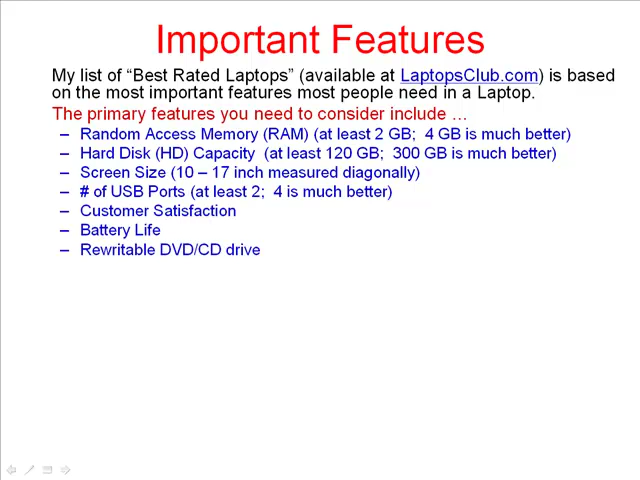 Important Features
My list of “Best Rated Laptops” (available at LaptopsClub.com) is based
on the most important features most people need in a Laptop.
The primary features you need to consider include …
– Random Access Memory (RAM) (at least 2 GB; 4 GB is much better)
– Hard Disk (HD) Capacity (at least 120 GB; 300 GB is much better)
– Screen Size (10 – 17 inch measured diagonally)
– # of USB Ports (at least 2; 4 is much better)
– Customer Satisfaction
– Battery Life
– Rewritable DVD/CD drive